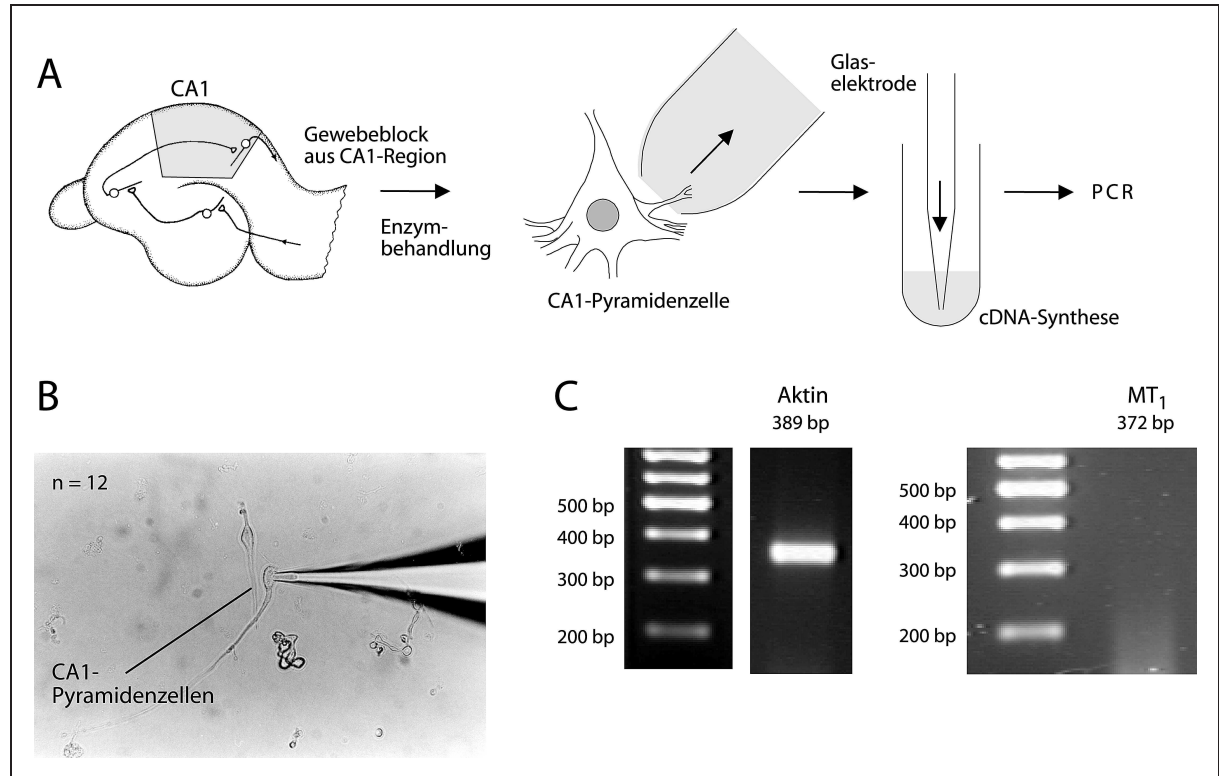 A
CA1
Gewebeblock
aus CA1-Region
Enzym-
behandlung
CA1-Pyramidenzelle
Glas-
elektrode
cDNA-Synthese
PCR
B
n = 12
CA1-
Pyramidenzellen
C
Aktin
389 bp
500 bp
400 bp
300 bp
200 bp
MT1
372 bp
500 bp
400 bp
300 bp
200 bp